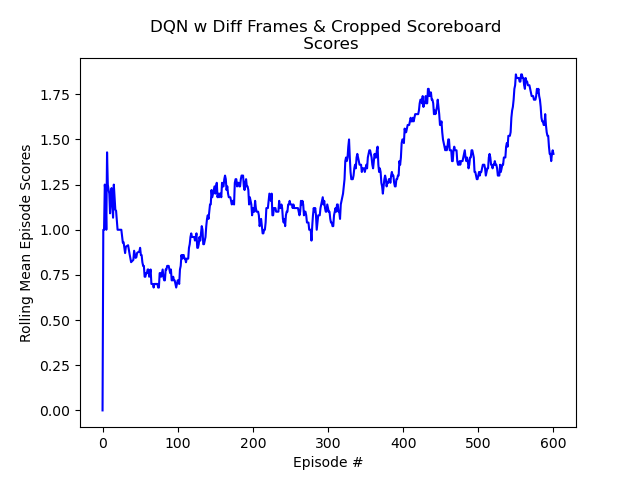 DQN w Diff Frames & Cropped Scoreboard
Scores
Rolling Mean Episode Scores
1.75
1.50
1.25
1.00
0.75
0.50
0.25
0.00
0 100 200 300 400 500 600
Episode #